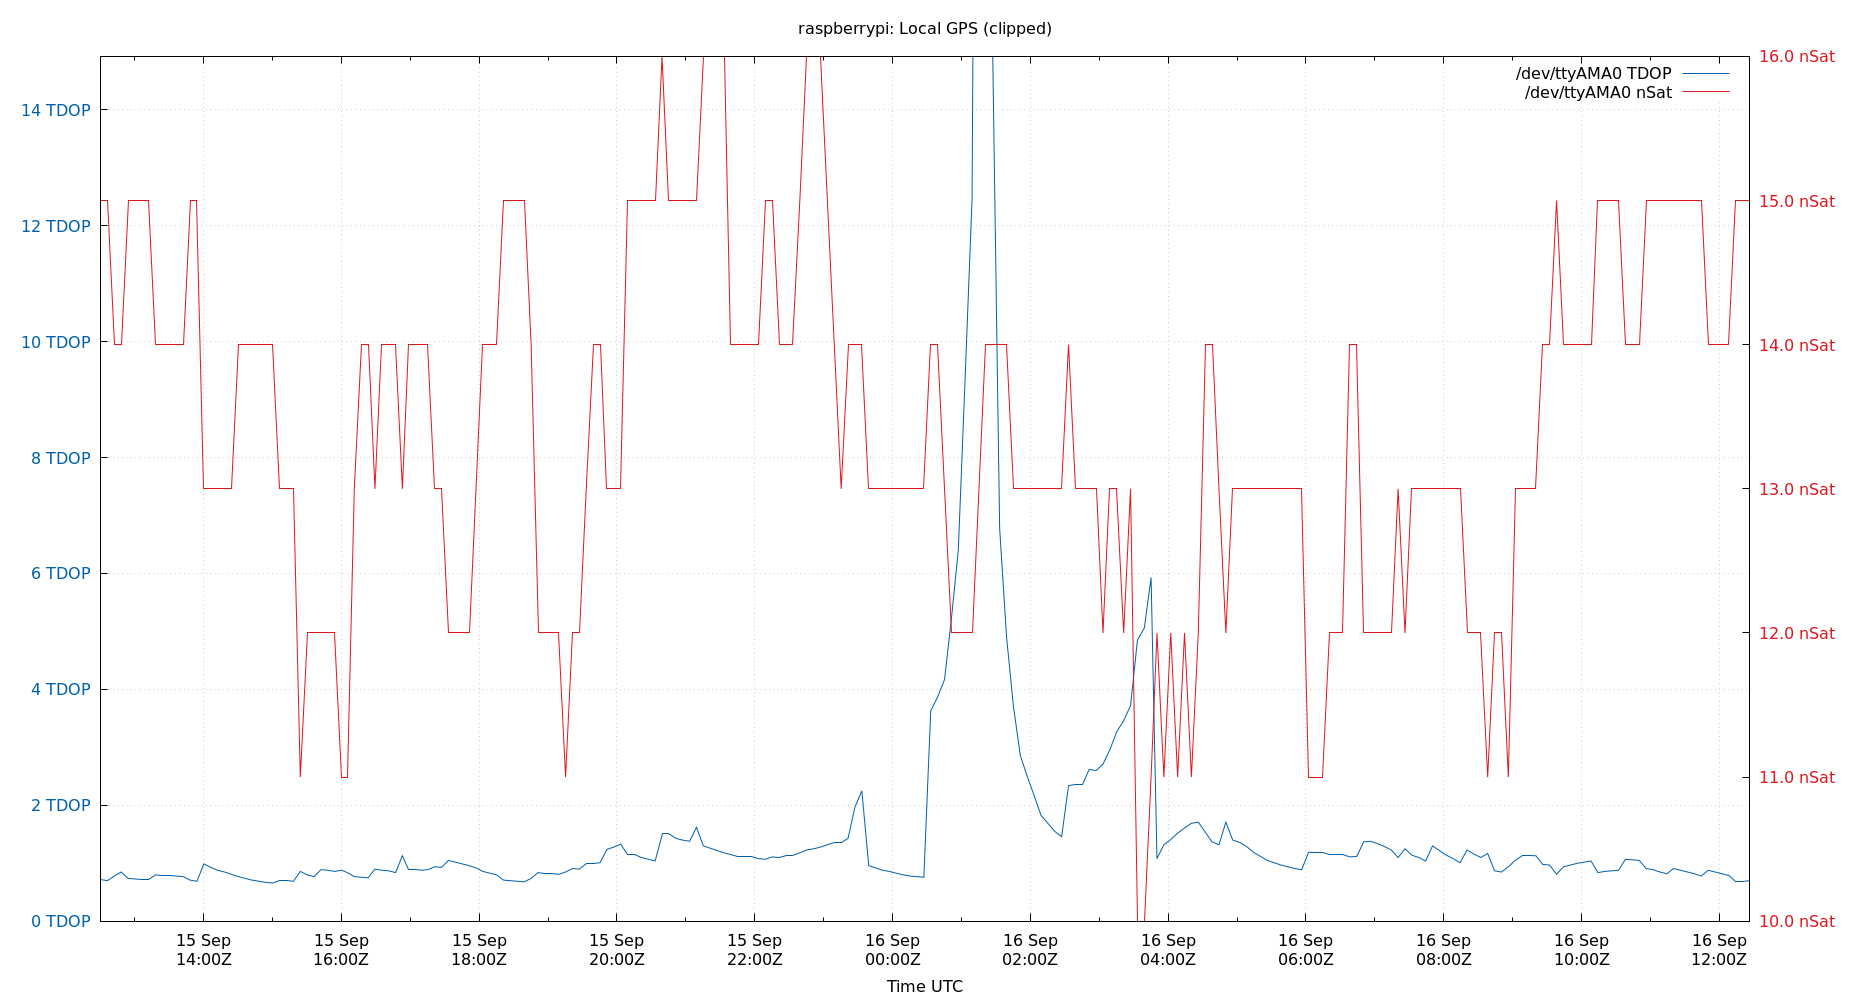 raspberrypi: Local GPS (clipped)
/dev/ttyAMA0 TDOP
/dev/ttyAMA0 nSat
14 TDOP
12 TDOP
10 TDOP
8 TDOP
6 TDOP
4 TDOP
2 TDOP
0 TDOP
16.0 nSat
15.0 nSat
14.0 nSat
13.0 nSat
12.0 nSat
11.0 nSat
10.0 nSat
15 Sep 15 Sep 15 Sep 15 Sep 15 Sep 16 Sep 16 Sep 16 Sep 16 Sep 16 Sep 16 Sep 16 Sep
14:00Z 16:00Z 18:00Z 20:00Z 22:00Z 00:00Z 02:00Z 04:00Z 06:00Z 08:00Z 10:00Z 12:00Z
Time UTC